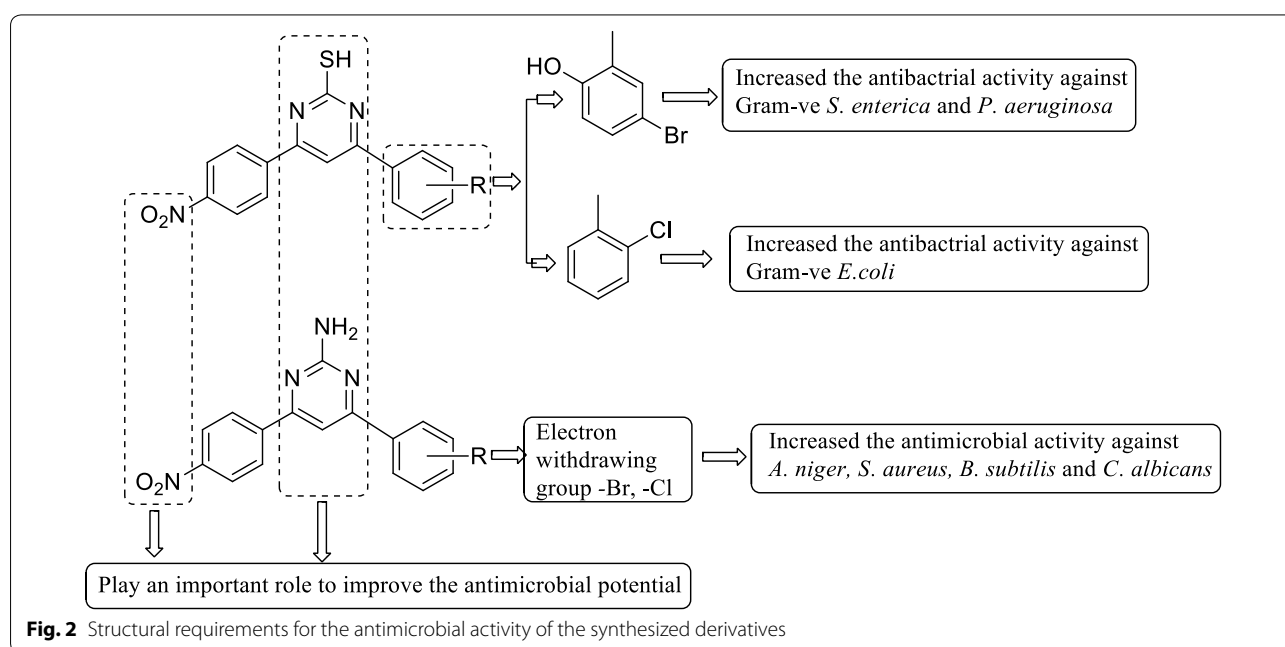 SH
N
N
O₂N
R
HO
Br
Increased the antibactrial activity against
Gram-ve S. enterica and P. aeruginosa
Cl
Increased the antibactrial activity against
Gram-ve E.coli
NH₂
N
N
O₂N
R
Electron
withdrawing
group -Br, -Cl
Increased the antimicrobial activity against
A. niger, S. aureus, B. subtilis and C. albicans
Play an important role to improve the antimicrobial potential
Fig. 2 Structural requirements for the antimicrobial activity of the synthesized derivatives